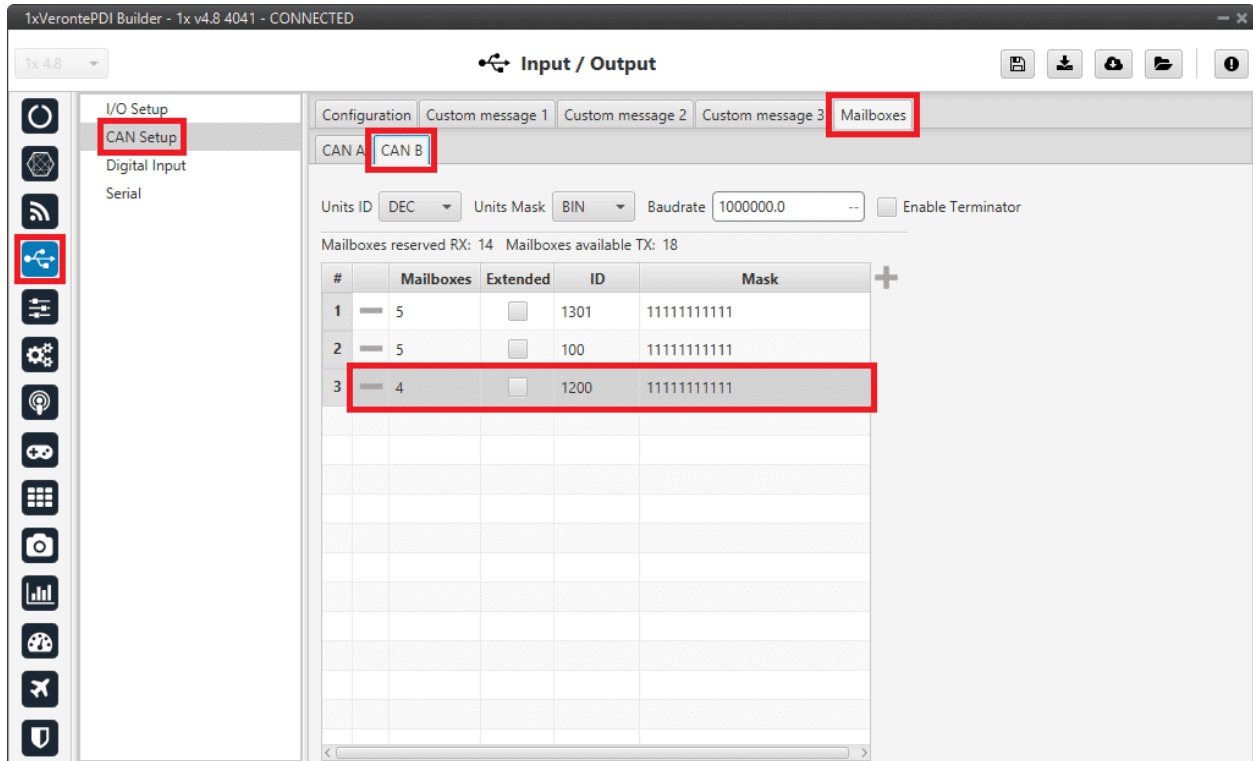 1xVerontePDI Builder - 1x v4.8 4041 - CONNECTED
1x 4.8
Input / Output
I/O Setup
CAN Setup
Digital Input
Serial
Configuration Custom message 1 Custom message 2 Custom message 3 Mailboxes
CAN A CAN B
Units ID DEC Units Mask BIN Baudrate 1000000.0 -- Enable Terminator
Mailboxes reserved RX: 14 Mailboxes available TX: 18
# Mailboxes Extended ID Mask
1 5 1301 11111111111
2 5 100 11111111111
3 4 1200 11111111111